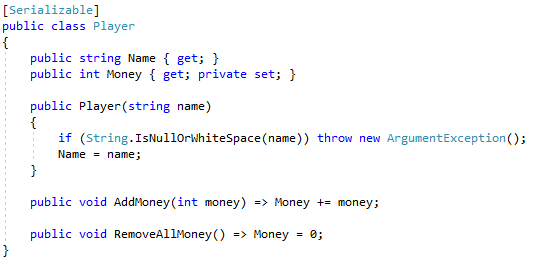 [Serializable]
public class Player
{
    public string Name { get; }
    public int Money { get; private set; }

    public Player(string name)
    {
        if (String.IsNullOrWhiteSpace(name)) throw new ArgumentException();
        Name = name;
    }

    public void AddMoney(int money) => Money += money;

    public void RemoveAllMoney() => Money = 0;
}